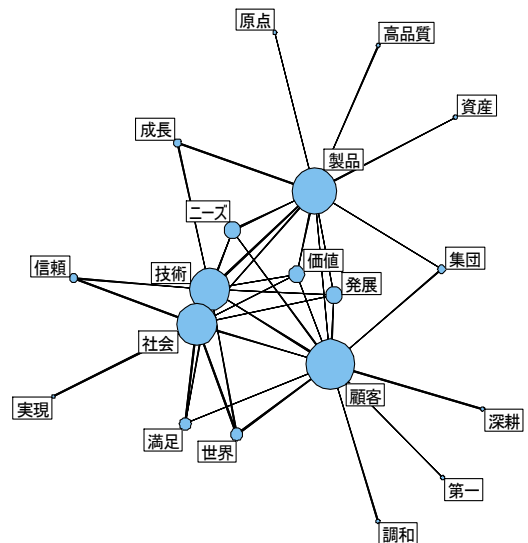 原点
高品質
資産
成長
製品
ニーズ
価値
集団
信頼
技術
発展
社会
顧客
実現
深耕
満足
世界
第一
調和